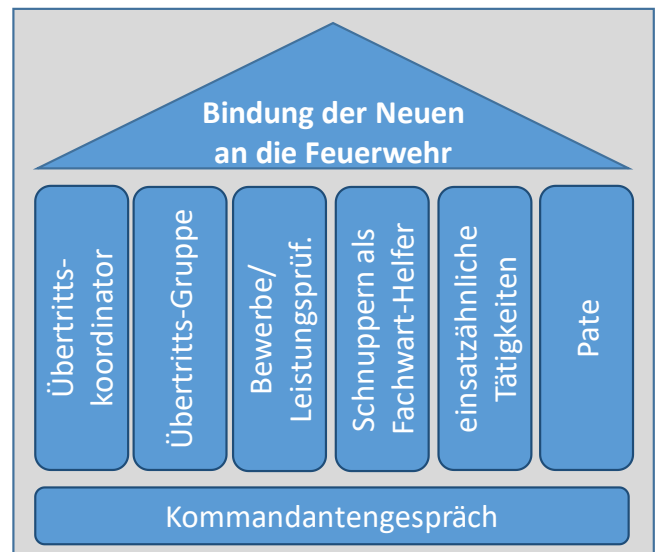 Bindung der Neuen
an die Feuerwehr
Übertritts-
koordinator
Übertritts-Gruppe
Bewerbe/
Leistungsprüf.
Schnuppern als
Fachwart-Helfer
einsatzähnliche
Tätigkeiten
Pate
Kommandantengespräch